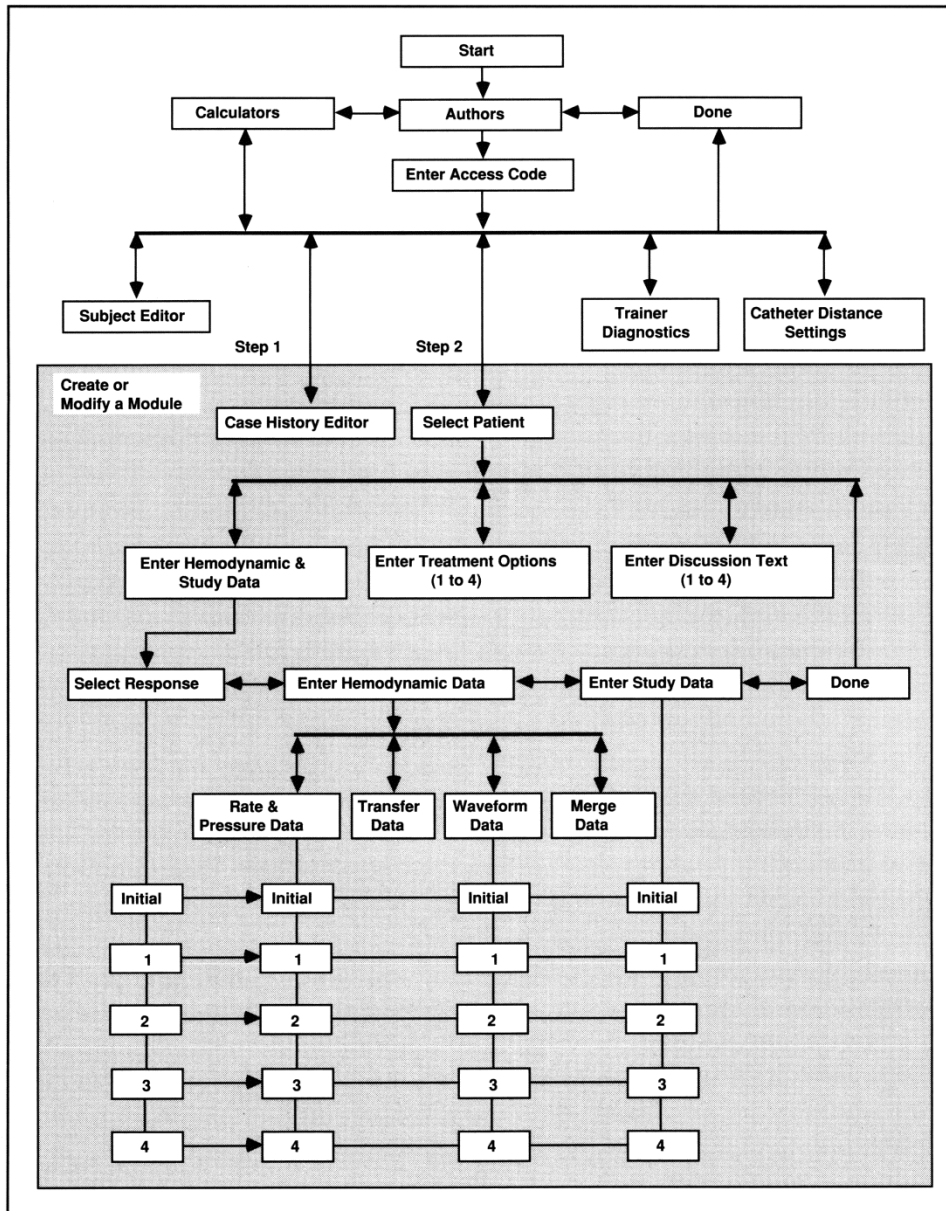 Start
Calculators
Authors
Done
Enter Access Code
Subject Editor
Trainer
Diagnostics
Catheter Distance
Settings
Step 1
Step 2
Create or
Modify a Module
Case History Editor
Select Patient
Enter Hemodynamic &
Study Data
Enter Treatment Options
(1 to 4)
Enter Discussion Text
(1 to 4)
Select Response
Enter Hemodynamic Data
Enter Study Data
Done
Rate &
Pressure Data
Transfer
Data
Waveform
Data
Merge
Data
Initial
Initial
Initial
Initial
1
1
1
1
2
2
2
2
3
3
3
3
4
4
4
4